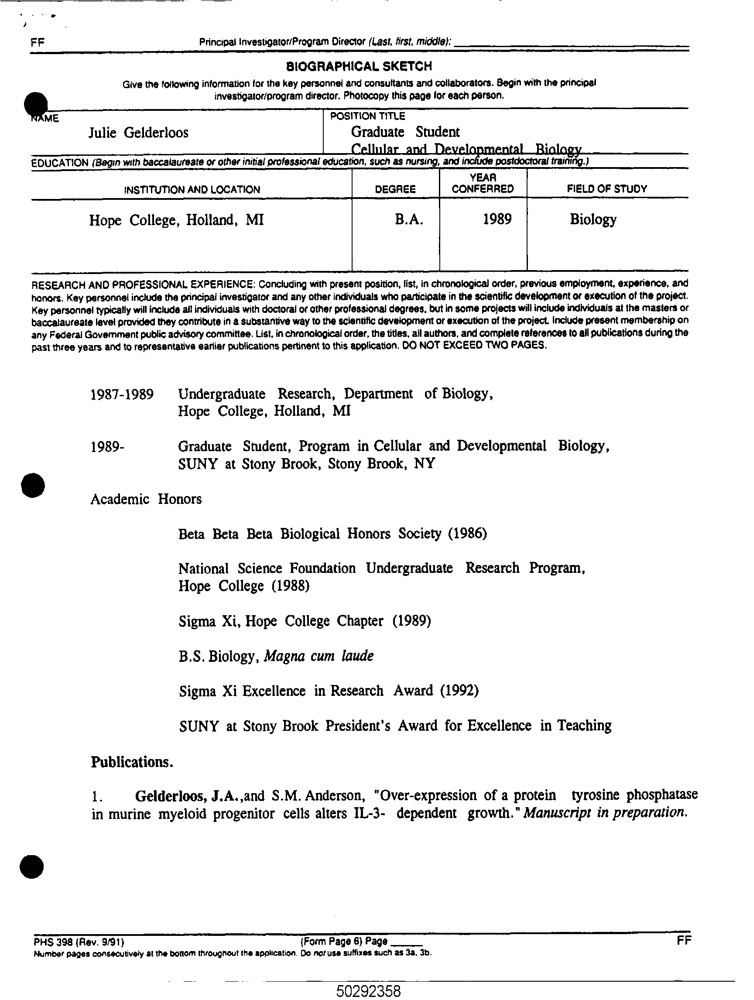 FF
Principal Investigator/Program Director (Last, first, middle):
BIOGRAPHICAL SKETCH
Give the following information for the key personnel and consultants and collaborators. Begin with the principal
investigator/program director. Photocopy this page for each person.
NAME
POSITION TITLE
Julie Gelderloos
Graduate Student
Cellular and Developmental Biology
EDUCATION (Begin with baccalaureate or other initial professional education, such as nursing, and include postdoctoral training.)
INSTITUTION AND LOCATION
DEGREE
YEAR
CONFERRED
FIELD OF STUDY
Hope College, Holland, MI
B.A.
1989
Biology
RESEARCH AND PROFESSIONAL EXPERIENCE: Concluding with present position, list, in chronological order, previous employment, experience, and
honors. Key personnel include the principal investigator and any other individuals who participate in the scientific development or execution of the project.
Key personnel typically will include all individuals with doctoral or other professional degrees, but in some projects will include individuals at the masters or
baccalaureate level provided they contribute in a substantive way to the scientific development or execution of the project. Include present membership on
any Federal Government public advisory committee. List, in chronological order, the titles, all authors, and complete references to all publications during the
past three years and to representative earlier publications pertinent to this application. DO NOT EXCEED TWO PAGES.
1987-1989 Undergraduate Research, Department of Biology,
Hope College, Holland, MI
1989- Graduate Student, Program in Cellular and Developmental Biology,
SUNY at Stony Brook, Stony Brook, NY
Academic Honors
Beta Beta Beta Biological Honors Society (1986)
National Science Foundation Undergraduate Research Program,
Hope College (1988)
Sigma Xi, Hope College Chapter (1989)
B.S. Biology, Magna cum laude
Sigma Xi Excellence in Research Award (1992)
SUNY at Stony Brook President's Award for Excellence in Teaching
Publications.
1. Gelderloos, J.A.,and S.M. Anderson, "Over-expression of a protein tyrosine phosphatase
in murine myeloid progenitor cells alters IL-3- dependent growth." Manuscript in preparation.
PHS 398 (Rev. 9/91)
(Form Page 6) Page
FF
Number pages consecutively at the bottom throughout the application. Do not use suffixes such as 3a, 3b.
50292358